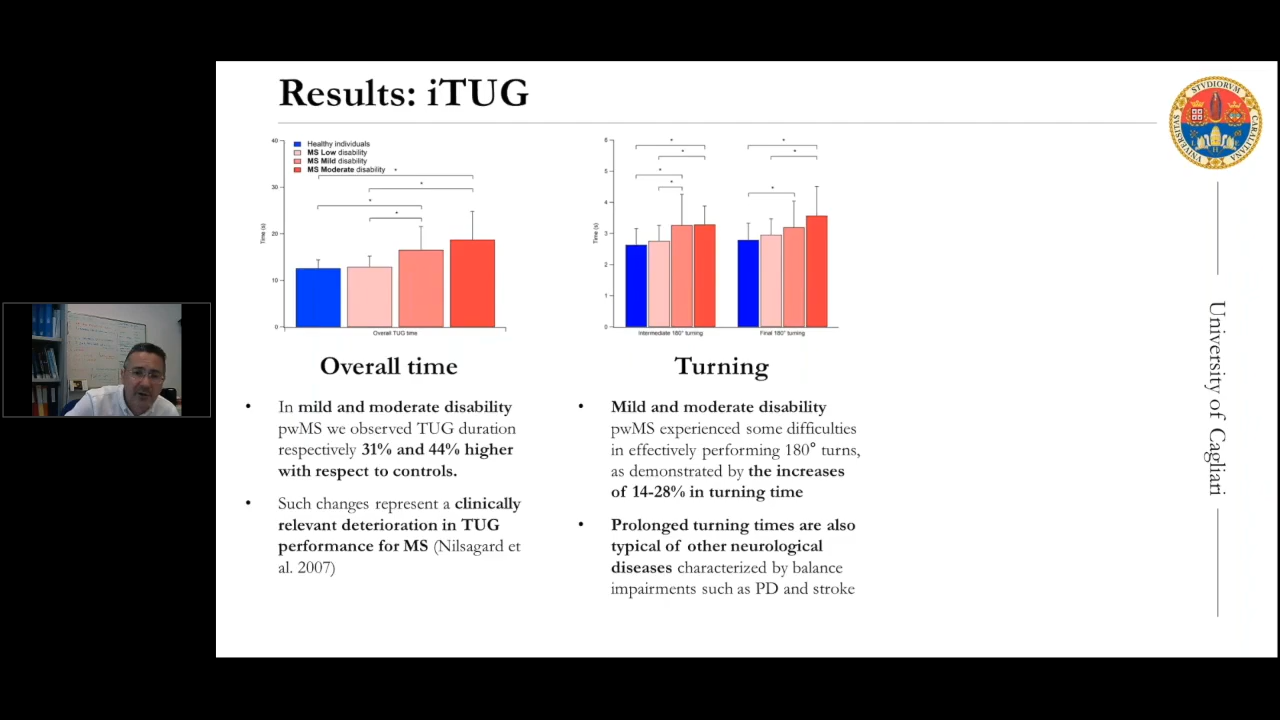 Results: iTUG
40
30
20
10
0
Time (s)
Healthy individuals
MS Low disability
MS Mild disability
MS Moderate disability
*
*
*
*
Overall TUG time
6
5
4
3
2
1
0
Time (s)
*
*
*
*
*
*
*
Intermediate 180° turning
Final 180° turning
Overall time
• In mild and moderate disability
pwMS we observed TUG duration
respectively 31% and 44% higher
with respect to controls.
• Such changes represent a clinically
relevant deterioration in TUG
performance for MS (Nilsagard et
al. 2007)
Turning
• Mild and moderate disability
pwMS experienced some difficulties
in effectively performing 180° turns,
as demonstrated by the increases
of 14-28% in turning time
• Prolonged turning times are also
typical of other neurological
diseases characterized by balance
impairments such as PD and stroke
University of Cagliari